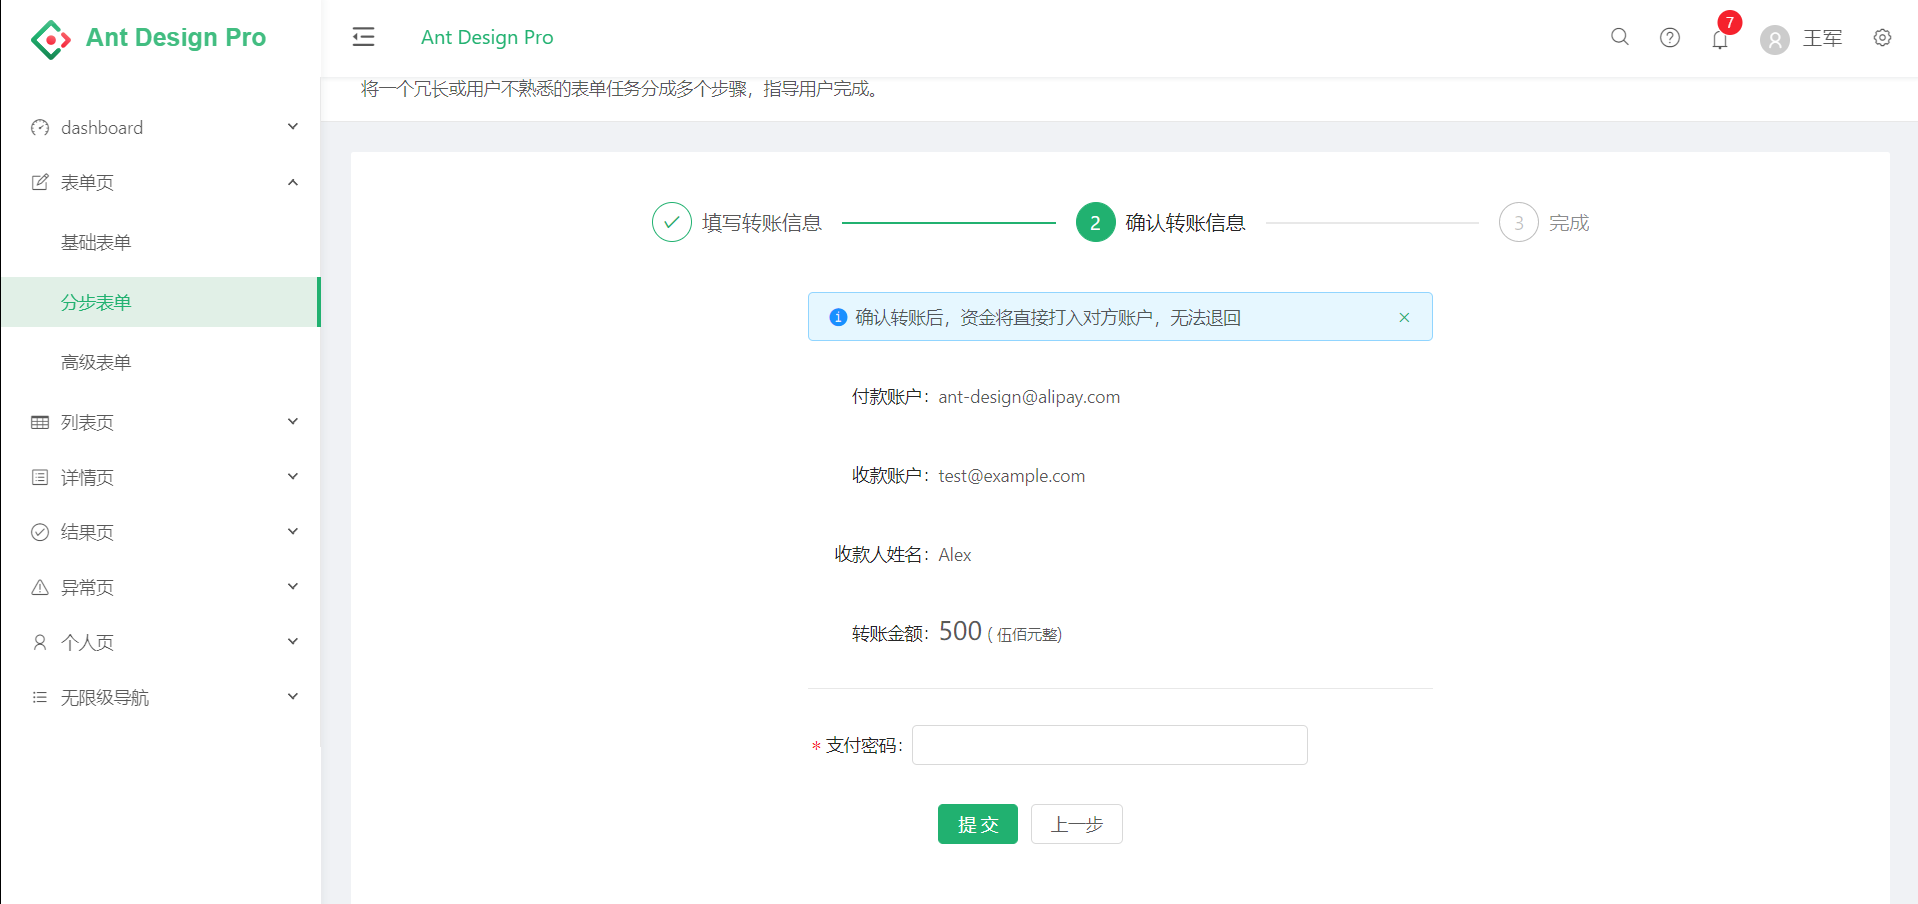 Ant Design Pro
Ant Design Pro
7
王军
将一个冗长或用户不熟悉的表单任务分成多个步骤，指导用户完成。
dashboard
表单页
基础表单
分步表单
高级表单
列表页
详情页
结果页
异常页
个人页
无限级导航
填写转账信息
2 确认转账信息
3 完成
确认转账后，资金将直接打入对方账户，无法退回
付款账户： ant-design@alipay.com
收款账户： test@example.com
收款人姓名： Alex
转账金额： 500 ( 伍佰元整)
* 支付密码：
提 交
上一步